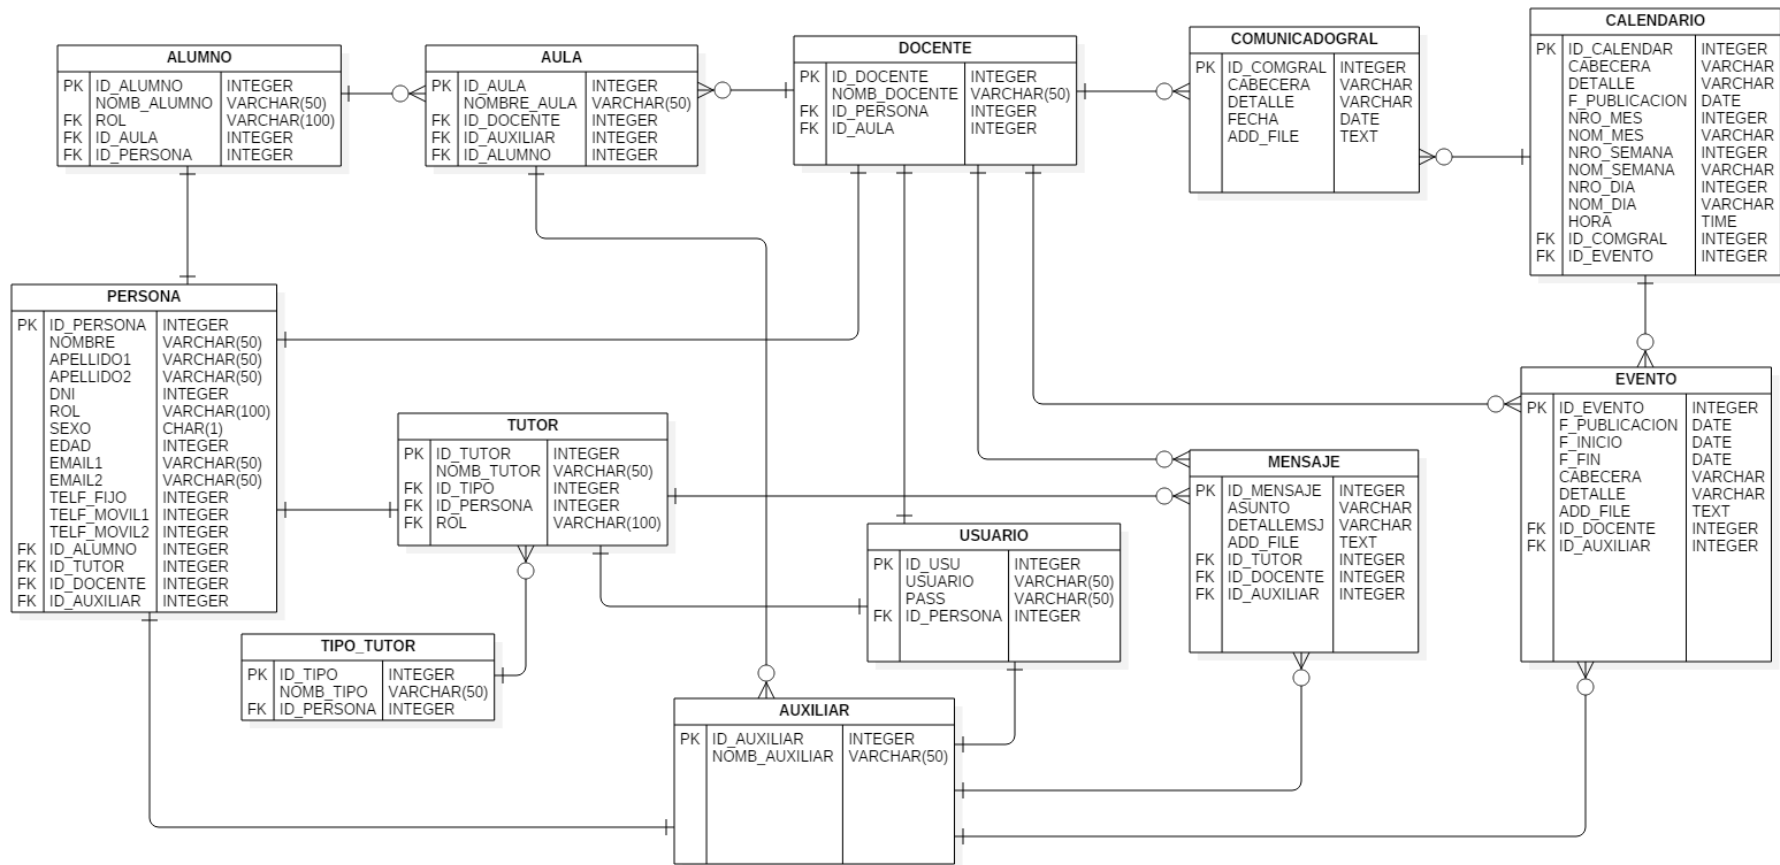 ALUMNO
PK ID_ALUMNO INTEGER
NOMB_ALUMNO VARCHAR(50)
FK ROL VARCHAR(100)
FK ID_AULA INTEGER
FK ID_PERSONA INTEGER
AULA
PK ID_AULA INTEGER
NOMBRE_AULA VARCHAR(50)
FK ID_DOCENTE INTEGER
FK ID_AUXILIAR INTEGER
FK ID_ALUMNO INTEGER
DOCENTE
PK ID_DOCENTE INTEGER
NOMB_DOCENTE VARCHAR(50)
FK ID_PERSONA INTEGER
FK ID_AULA INTEGER
COMUNICADOGRAL
PK ID_COMGRAL INTEGER
CABECERA VARCHAR
DETALLE VARCHAR
FECHA DATE
ADD_FILE TEXT
CALENDARIO
PK ID_CALENDAR INTEGER
CABECERA VARCHAR
DETALLE VARCHAR
F_PUBLICACION DATE
NRO_MES INTEGER
NOM_MES VARCHAR
NRO_SEMANA INTEGER
NOM_SEMANA VARCHAR
NRO_DIA INTEGER
NOM_DIA VARCHAR
HORA TIME
FK ID_COMGRAL INTEGER
FK ID_EVENTO INTEGER
PERSONA
PK ID_PERSONA INTEGER
NOMBRE VARCHAR(50)
APELLIDO1 VARCHAR(50)
APELLIDO2 VARCHAR(50)
DNI INTEGER
ROL VARCHAR(100)
SEXO CHAR(1)
EDAD INTEGER
EMAIL1 VARCHAR(50)
EMAIL2 VARCHAR(50)
TELF_FIJO INTEGER
TELF_MOVIL1 INTEGER
TELF_MOVIL2 INTEGER
FK ID_ALUMNO INTEGER
FK ID_TUTOR INTEGER
FK ID_DOCENTE INTEGER
FK ID_AUXILIAR INTEGER
TUTOR
PK ID_TUTOR INTEGER
NOMB_TUTOR VARCHAR(50)
FK ID_TIPO INTEGER
FK ID_PERSONA INTEGER
FK ROL VARCHAR(100)
EVENTO
PK ID_EVENTO INTEGER
F_PUBLICACION DATE
F_INICIO DATE
F_FIN DATE
CABECERA VARCHAR
DETALLE VARCHAR
ADD_FILE TEXT
FK ID_DOCENTE INTEGER
FK ID_AUXILIAR INTEGER
MENSAJE
PK ID_MENSAJE INTEGER
ASUNTO VARCHAR
DETALLEMSJ VARCHAR
ADD_FILE TEXT
FK ID_TUTOR INTEGER
FK ID_DOCENTE INTEGER
FK ID_AUXILIAR INTEGER
USUARIO
PK ID_USU INTEGER
USUARIO VARCHAR(50)
PASS VARCHAR(50)
FK ID_PERSONA INTEGER
TIPO_TUTOR
PK ID_TIPO INTEGER
NOMB_TIPO VARCHAR(50)
FK ID_PERSONA INTEGER
AUXILIAR
PK ID_AUXILIAR INTEGER
NOMB_AUXILIAR VARCHAR(50)